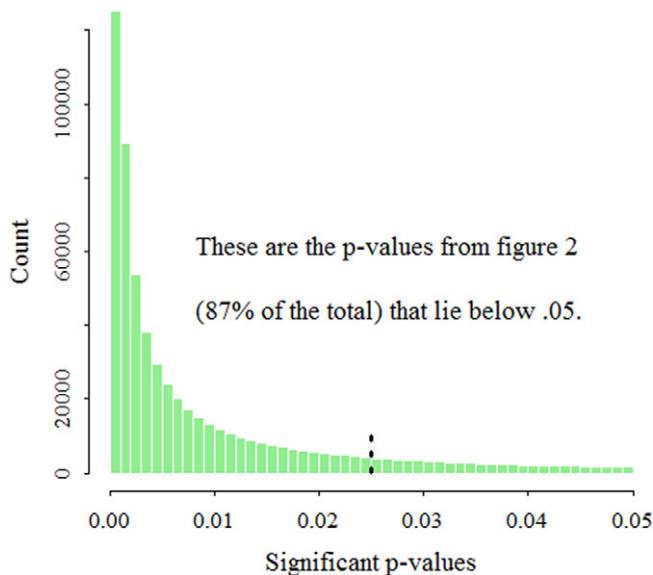 100000
60000
20000
0
Count
These are the p-values from figure 2
(87% of the total) that lie below .05.
0.00 0.01 0.02 0.03 0.04 0.05
Significant p-values